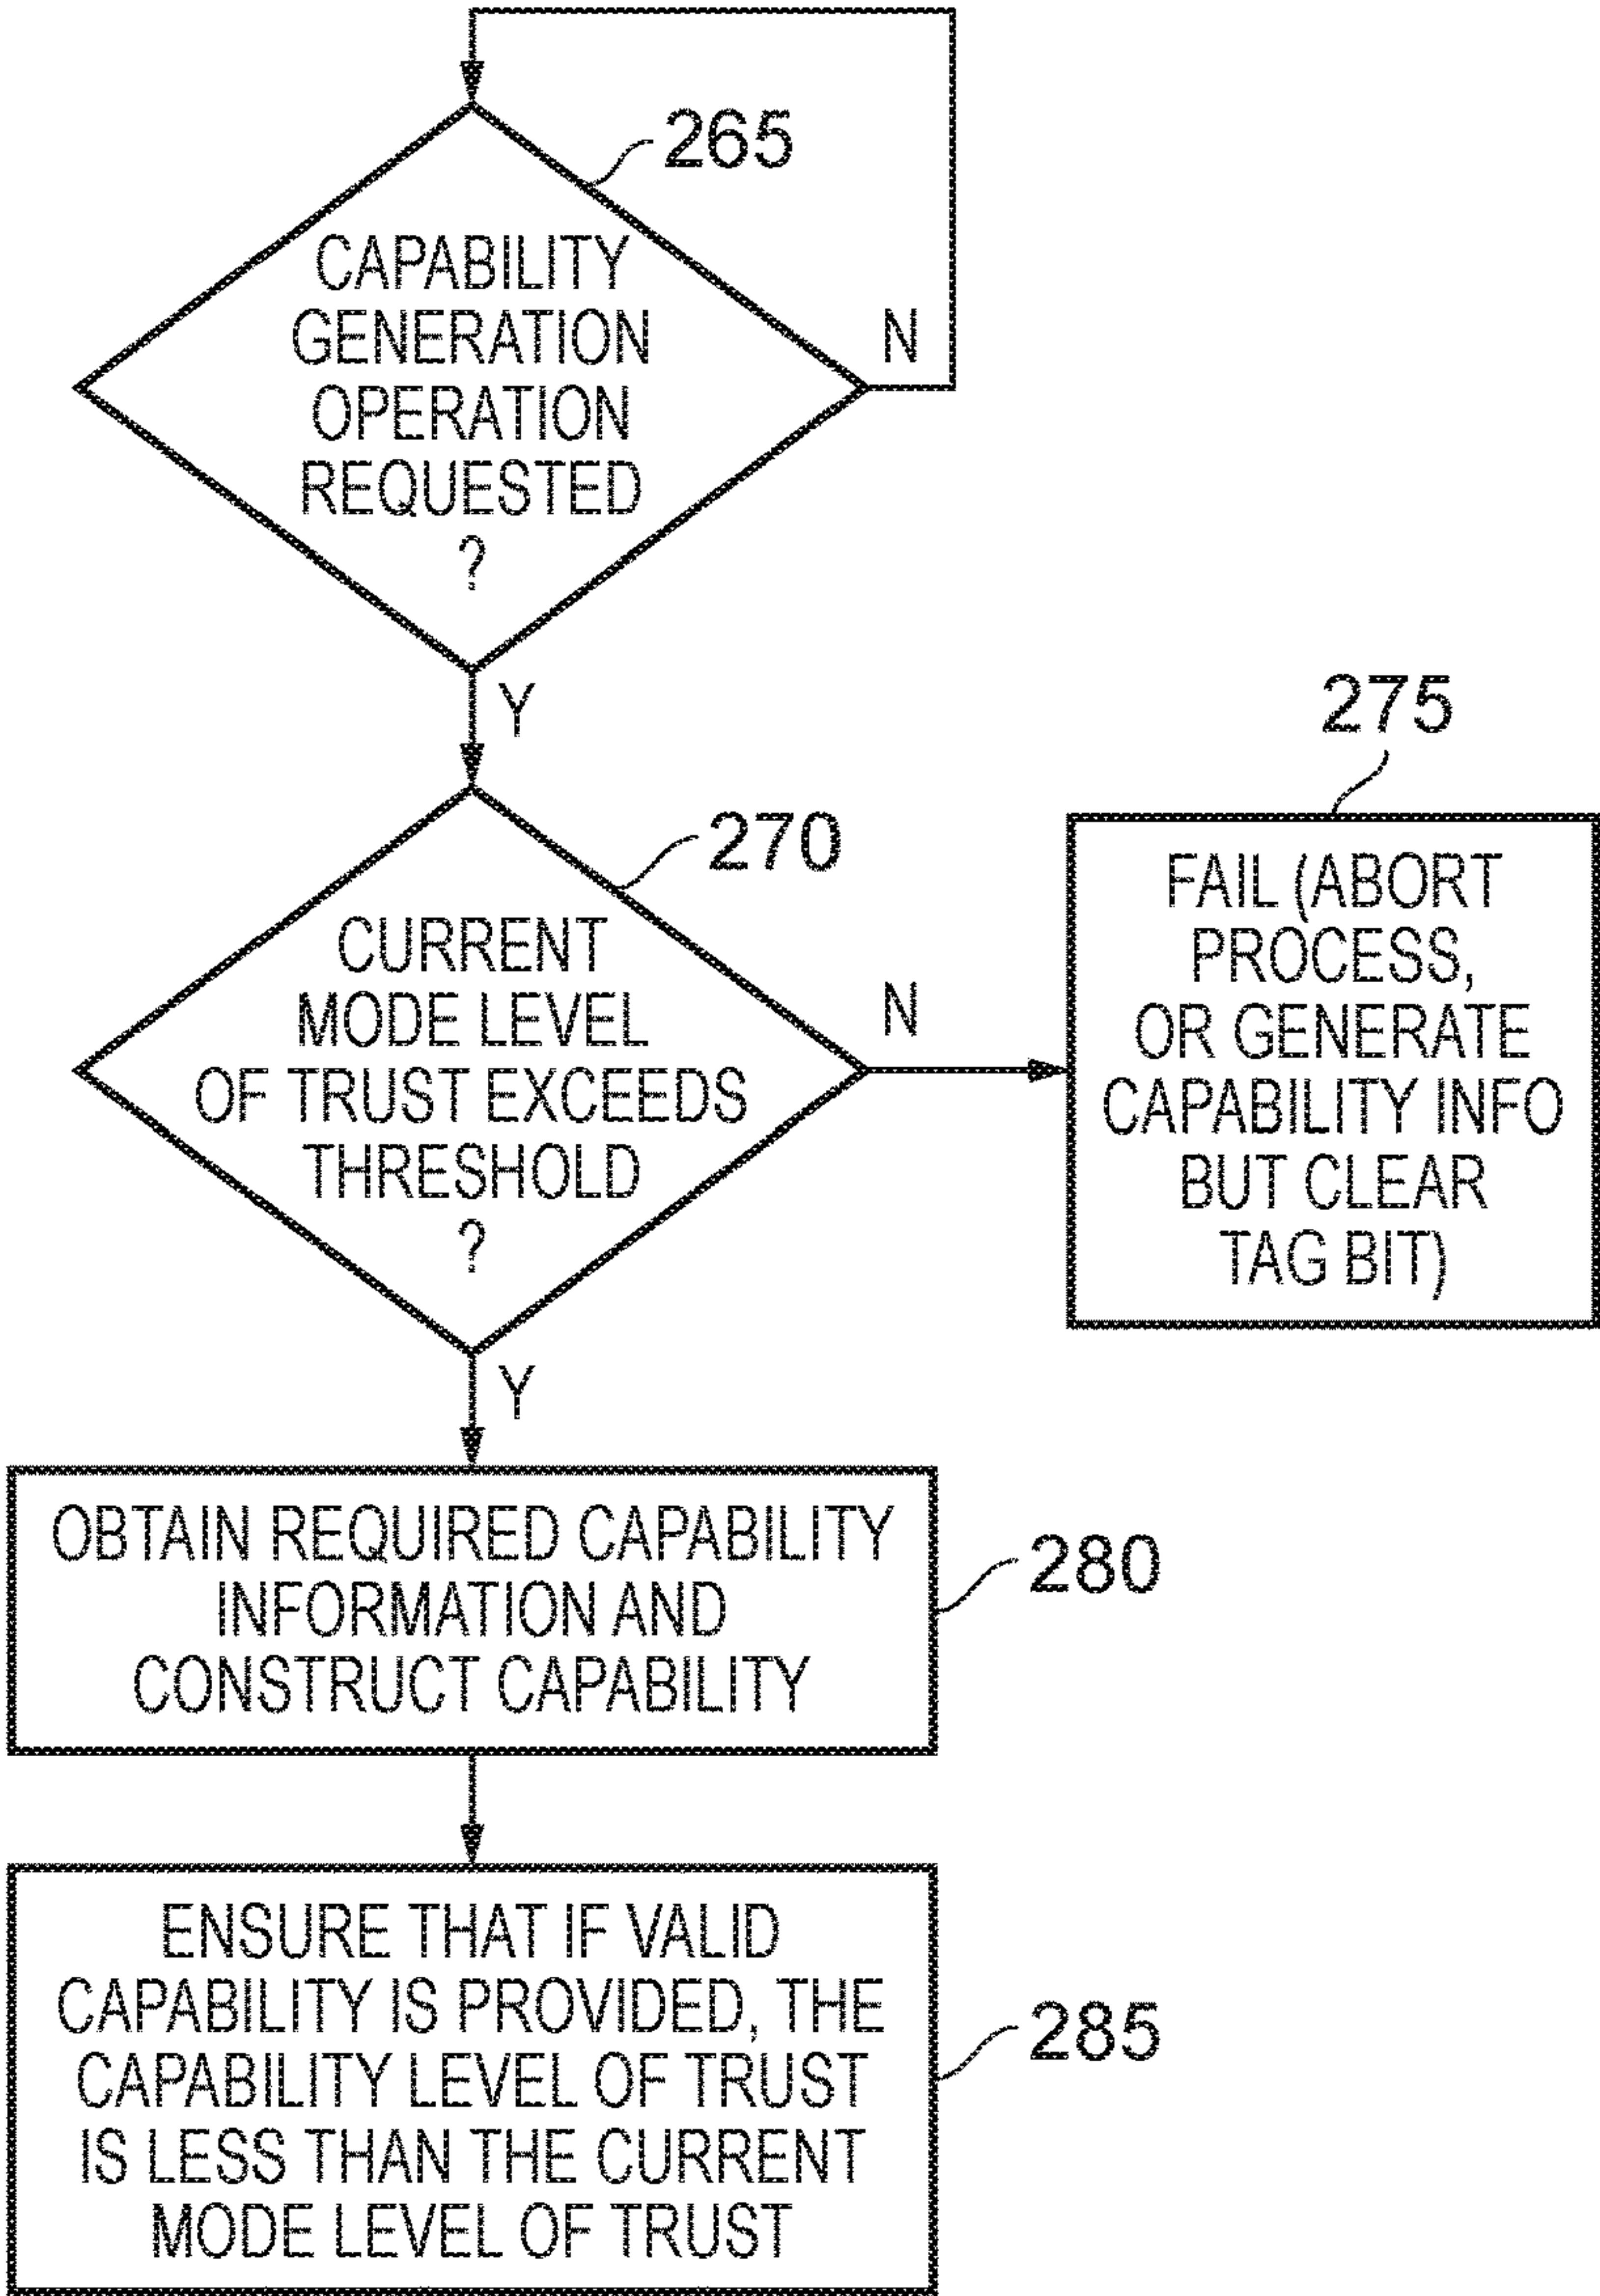 265
CAPABILITY
GENERATION
OPERATION
REQUESTED
?
N
Y
270
CURRENT
MODE LEVEL
OF TRUST EXCEEDS
THRESHOLD
?
N
275
FAIL (ABORT
PROCESS,
OR GENERATE
CAPABILITY INFO
BUT CLEAR
TAG BIT)
Y
OBTAIN REQUIRED CAPABILITY
INFORMATION AND
CONSTRUCT CAPABILITY
280
ENSURE THAT IF VALID
CAPABILITY IS PROVIDED, THE
CAPABILITY LEVEL OF TRUST
IS LESS THAN THE CURRENT
MODE LEVEL OF TRUST
285